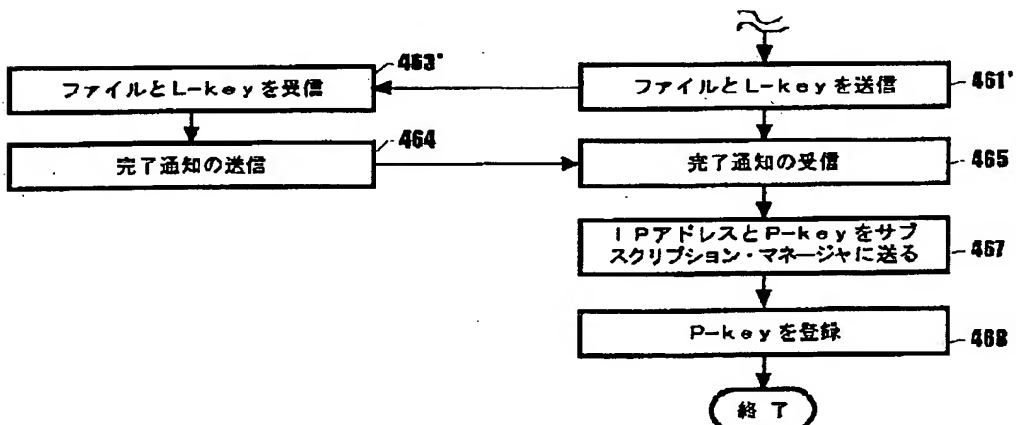 463'
ファイルとL-keyを受信
ファイルとL-keyを送信
461'
464
完了通知の送信
完了通知の受信
465
IPアドレスとP-keyをサブ
スクリプション・マネージャに送る
467
P-keyを登録
468
終了